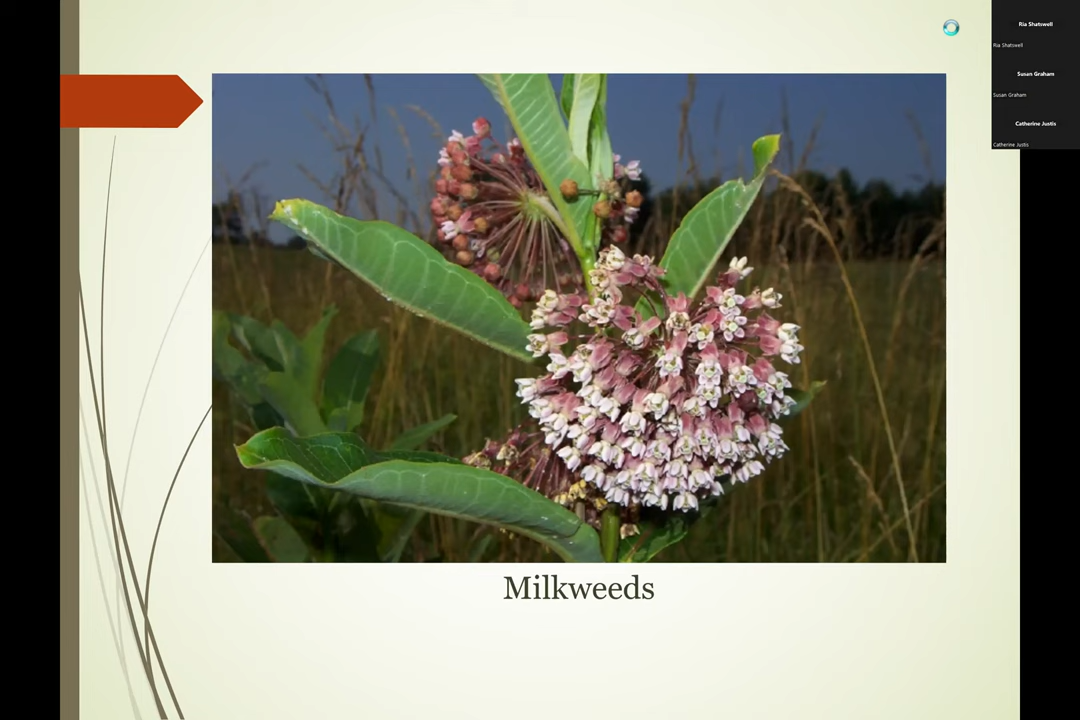 Ria Shatswell
Ria Shatswell
Susan Graham
Susan Graham
Catherine Justis
Catherine Justis
Milkweeds